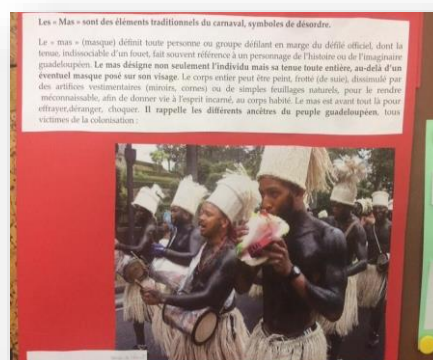 Les « Mas » sont des éléments traditionnels du carnaval, symboles de désordre.
Le « mas » (masque) définit toute personne ou groupe défilant en marge du défilé officiel, dont la
tenue, indissociable d'un fouet, fait souvent référence à un personnage de l'histoire ou de l'imaginaire
guadeloupéen. Le mas désigne non seulement l'individu mais sa tenue toute entière, au-delà d'un
éventuel masque posé sur son visage. Le corps entier peut être peint, frotté (de suie), dissimulé par
des artifices vestimentaires (miroirs, cornes) ou de simples feuillages naturels, pour le rendre
méconnaissable, afin de donner vie à l'esprit incarné, au corps habité. Le mas est avant tout là pour
effrayer,déranger, choquer. Il rappelle les différents ancêtres du peuple guadeloupéen, tous
victimes de la colonisation :